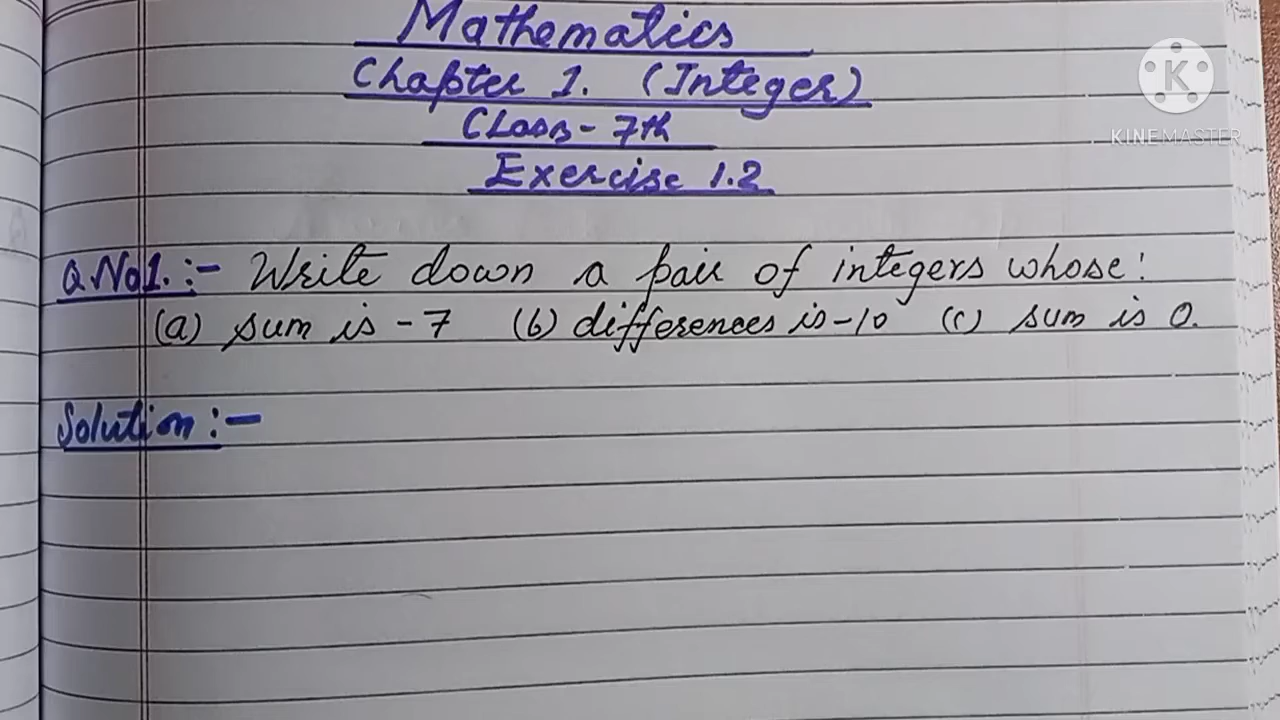 Mathematics
Chapter 1. (Integer)
Class - 7th
Exercise 1.2
KINEMASTER
Q.No1. :- Write down a pair of integers whose:
(a) sum is -7 (b) differences is -10 (c) sum is 0.
Solution :-